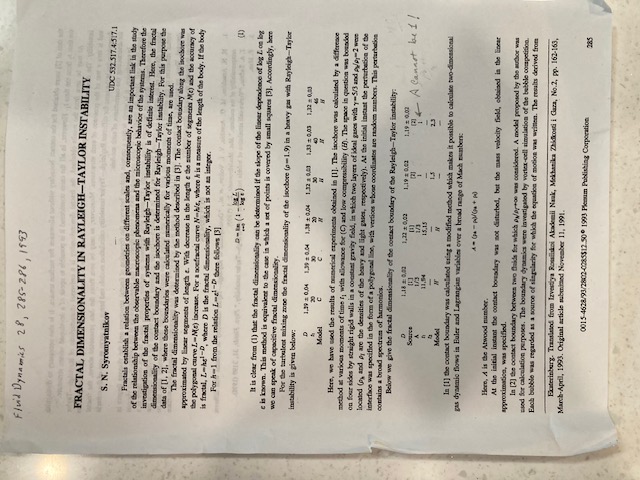 Fluid Dynamics 28, 285-286, 1993
FRACTAL DIMENSIONALITY IN RAYLEIGH—TAYLOR INSTABILITY
S. N. Syromyatnikov
UDC 532.517.4:517.1
Fractals establish a relation between geometries on different scales and, consequently, are an important link in the study
of the relationship between the observable macroscopic phenomena and the microscopic behavior of the systems. Therefore the
investigation of the fractal properties of systems with Rayleigh—Taylor instability is of definite interest. Here, the fractal
dimensionality of the contact boundary and the isochore is determined for Rayleigh—Taylor instability. For this purpose the
data of [1, 2], where these boundaries were calculated numerically for various moments of time, are used.
The fractal dimensionality was determined by the method described in [3]. The contact boundary along the isochore was
approximated by linear segments of length ε. With decrease in the length ε the number of segments N(ε) and the accuracy of
the polygonal curve L=N(ε)ε increase. For a nonfractal curve N=h/ε, where h is a measure of the length of the body. If the body
is fractal, L=hε^1-D, where D is the fractal dimensionality, which is not an integer.
For h=1 from the relation L=ε^1-D there follows [3]
D = lim ε→0 (1 - log L / log ε) (1)
It is clear from (1) that the fractal dimensionality can be determined if the slope of the linear dependence of log L on log
ε is known. This method is equivalent to the case in which a set of points is covered by small squares [3]. Accordingly, here
we can speak of capacitive fractal dimensionality.
For the turbulent mixing zone the fractal dimensionality of the isochore (ρ=1.9) in a heavy gas with Rayleigh—Taylor
instability is given below:
D 1,39 ± 0,04 1,39 ± 0,04 1,38 ± 0,04 1,32 ± 0,03 1,33 ± 0,03 1,32 ± 0,03
t₁ 20 30 20 30 40 46
Model C C H H H H
Here, we have used the results of numerical experiments obtained in [1]. The isochore was calculated by a difference
method at various moments of time t₁ with allowance for (C) and low compressibility (H). The space in question was bounded
on four sides by straight rigid walls in a constant gravity field, in which two layers of ideal gases with γ=5/3 and ρₕ/ρₗ=2 were
located (ρₕ and ρₗ are the densities of the heavy and light gases, respectively). At the initial instant the perturbation of the
interface was specified in the form of a polygonal line, with vertices whose coordinates are random numbers. This perturbation
contains a broad spectrum of harmonics.
Below we give the fractal dimensionality of the contact boundary of the Rayleigh—Taylor instability:
D 1,18 ± 0,02 1,22 ± 0,02 1,19 ± 0,02 1,19 ± 0,02
Source [1] [1] [2] [2]
A 1/3 1/3 1 1 ← A cannot be 1!
t₁ 11,94 15,15 — —
t₂ — — 1,5 2,3
Model H H — —
In [1] the contact boundary was calculated using a modified method which makes it possible to calculate two-dimensional
gas dynamic flows in Euler and Lagrangian variables over a broad range of Mach numbers:
A = (ρₕ − ρₗ)/(ρₕ + ρₗ)
Here, A is the Atwood number.
At the initial instant the contact boundary was not disturbed, but the mass velocity field, obtained in the linear
approximation, was specified.
In [2] the contact boundary between two fluids for which ρₕ/ρₗ→∞ was considered. A model proposed by the author was
used for calculation purposes. The boundary dynamics were investigated by vortex-cell simulation of the bubble competition.
Each bubble was regarded as a source of singularity for which the equation of motion was written. The results derived from
Ekaterinburg. Translated from Izvestiya Rossiiskoi Akademii Nauk, Mekhanika Zhidkosti i Gaza, No.2, pp. 162-163,
March-April, 1993. Original article submitted November 11, 1991.
0015-4628/93/2802-0285$12.50 © 1993 Plenum Publishing Corporation
285